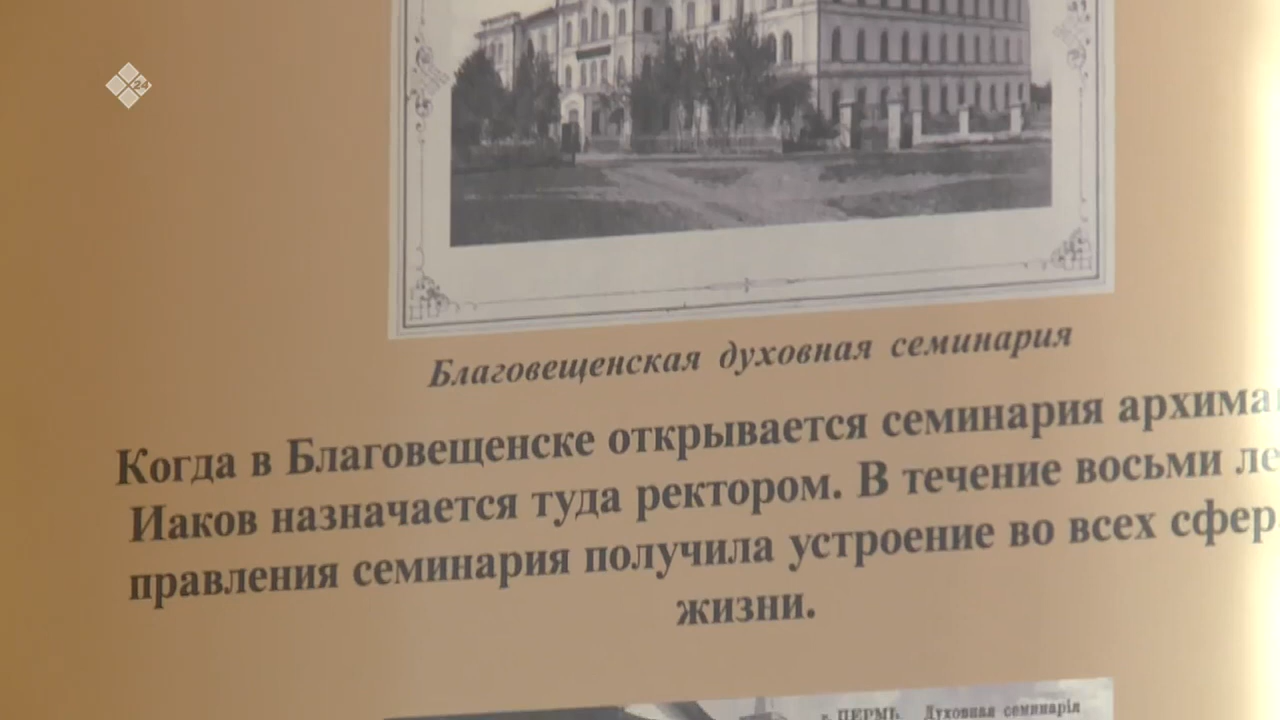 24
Благовещенская духовная семинария
Когда в Благовещенске открывается семинария архима
Иаков назначается туда ректором. В течение восьми ле
правления семинария получила устроение во всех сфер
жизни.
г. ПЕРМЬ Духовная семинарія